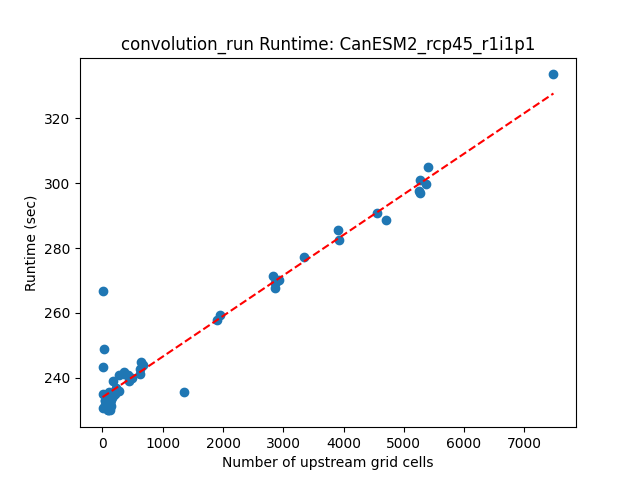 convolution_run Runtime: CanESM2_rcp45_r1i1p1
320
300
280
260
240
Runtime (sec)
0 1000 2000 3000 4000 5000 6000 7000
Number of upstream grid cells